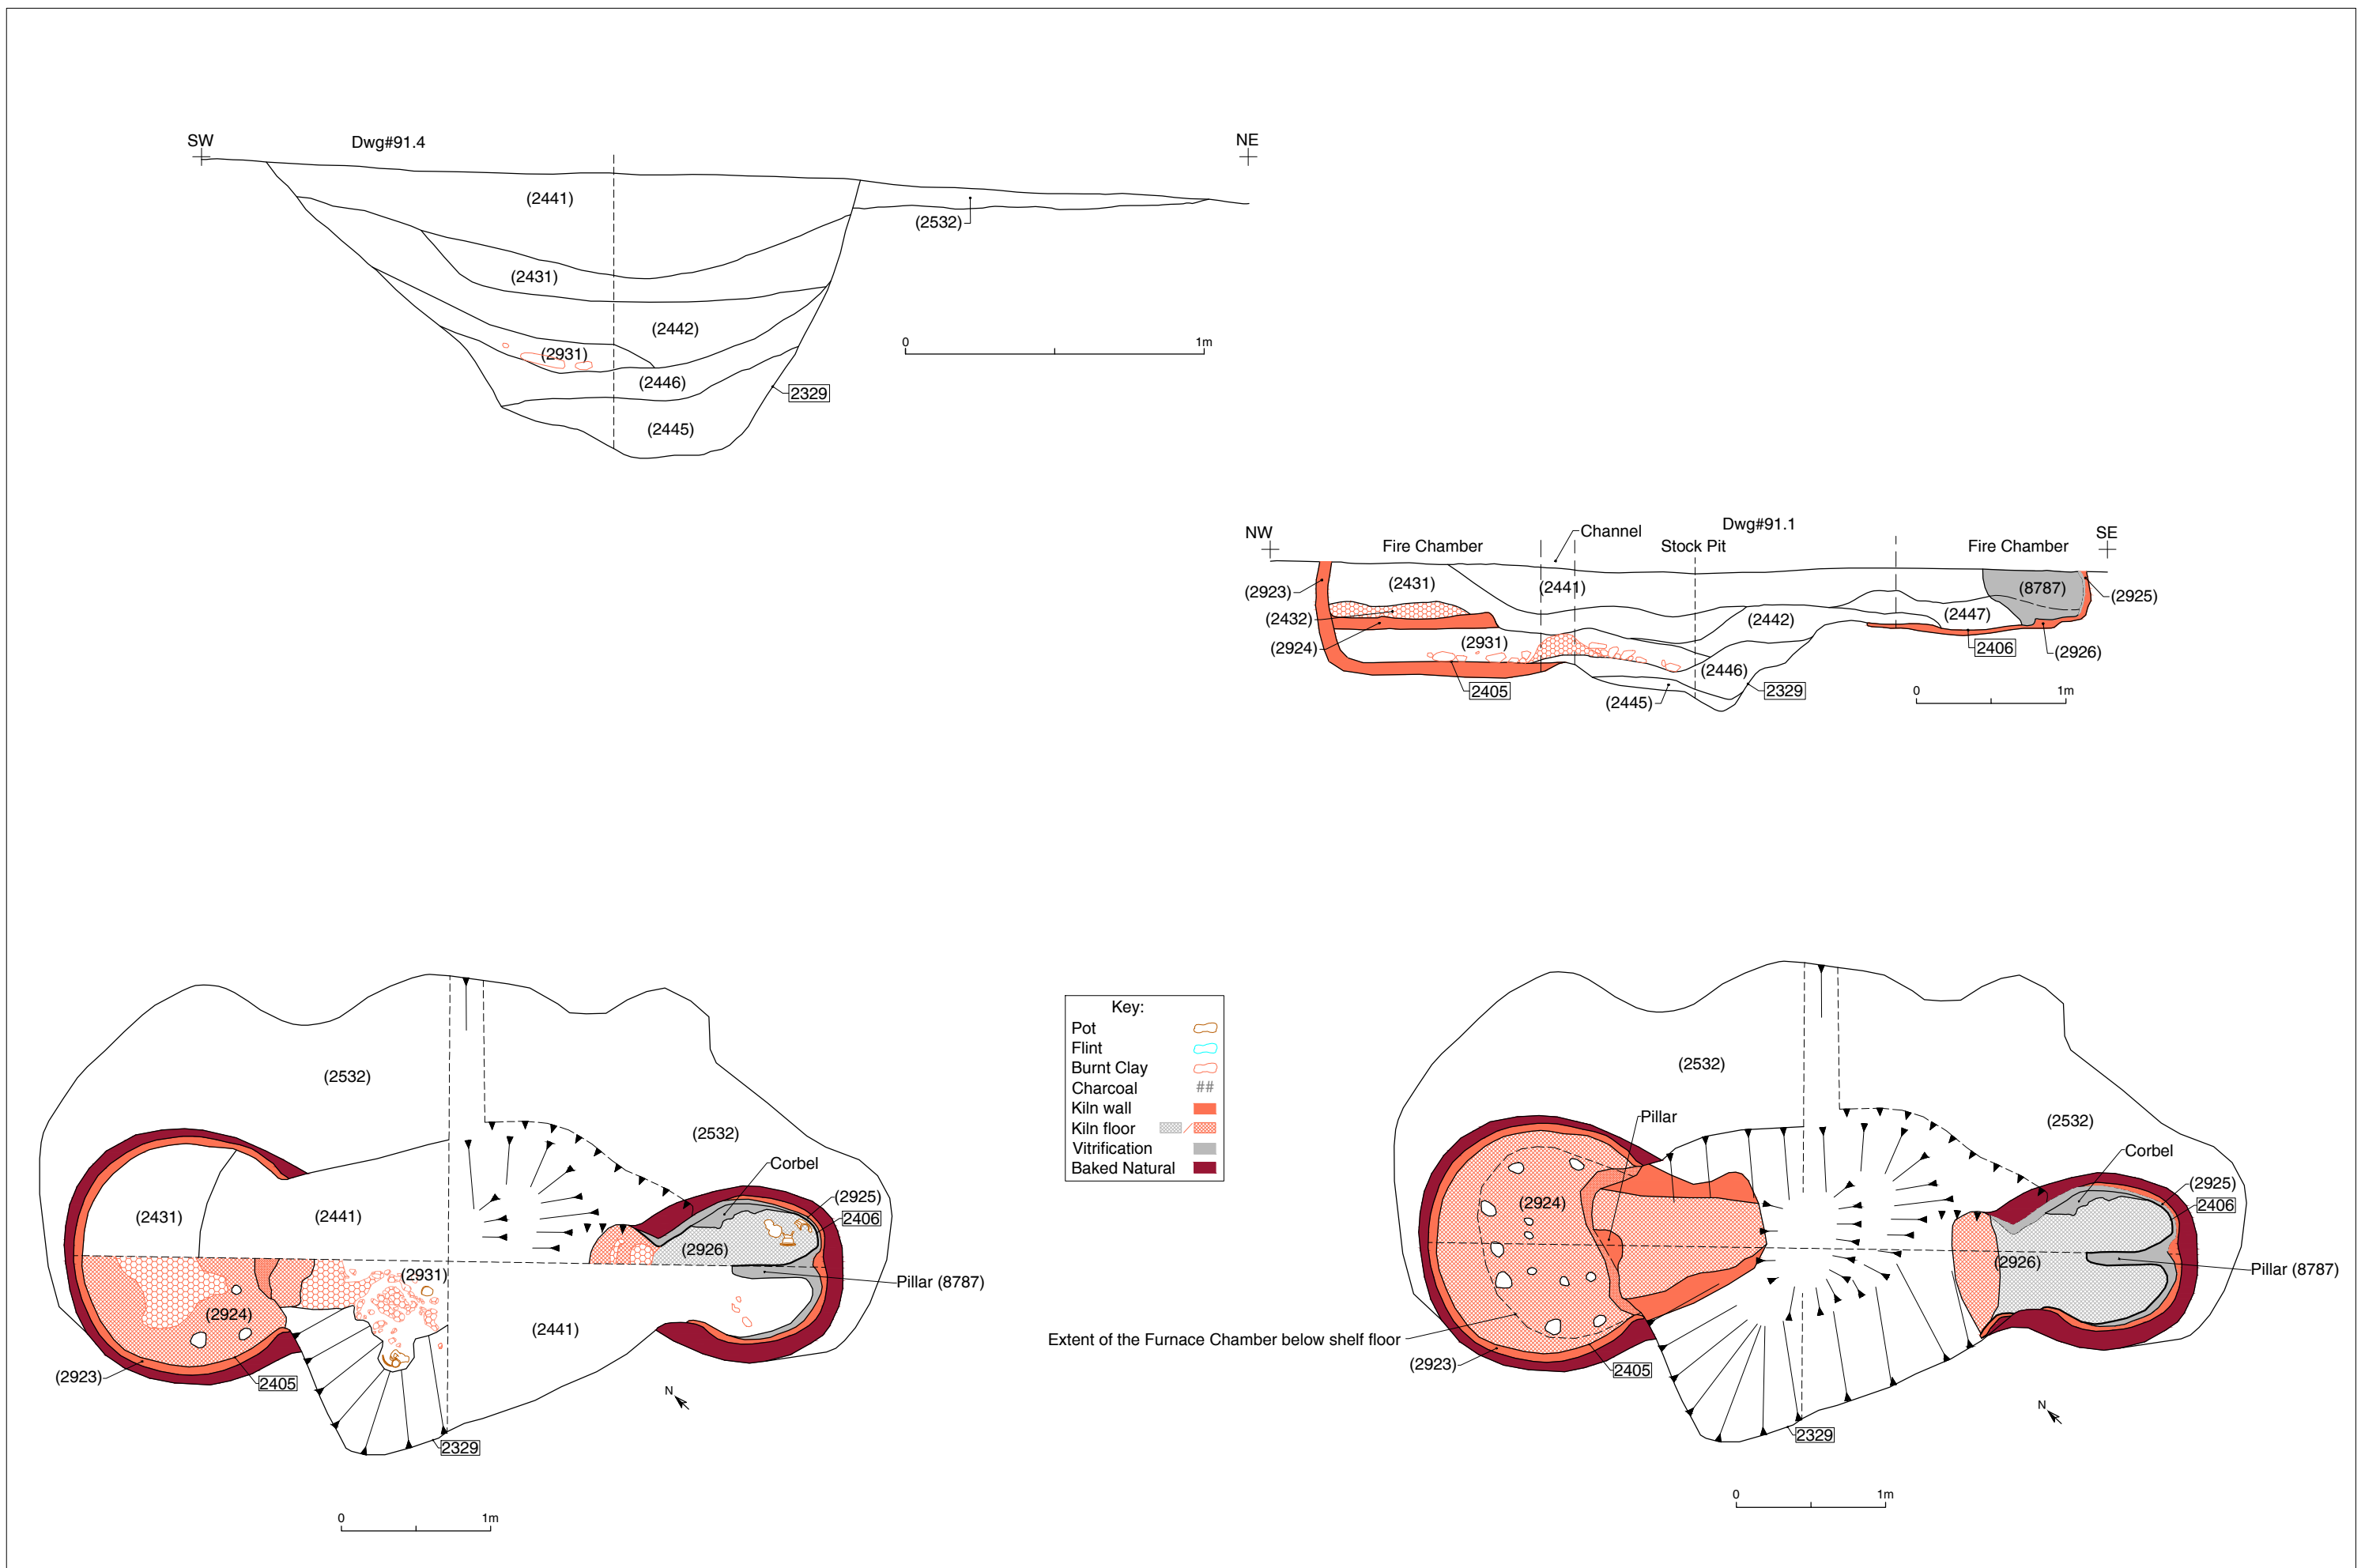 SW
Dwg#91.4
NE
(2441)
(2532)
(2431)
(2442)
(2931)
(2446)
2329
(2445)
0 1m
NW
Channel
Dwg#91.1
SE
Fire Chamber
Stock Pit
Fire Chamber
(2923)
(2431)
(2441)
(8787)
(2925)
(2432)
(2442)
(2447)
(2924)
(2931)
2406
(2926)
(2446)
2405
2329
(2445)
0 1m
(2532)
(2532)
Corbel
(2925)
2406
(2431)
(2441)
(2926)
(2931)
Pillar (8787)
(2924)
(2441)
(2923)
2405
N
2329
0 1m
Key:
Pot
Flint
Burnt Clay
Charcoal ##
Kiln wall
Kiln floor /
Vitrification
Baked Natural
(2532)
Pillar
(2532)
Corbel
(2925)
2406
(2924)
(2926)
Pillar (8787)
Extent of the Furnace Chamber below shelf floor
(2923)
2405
N
2329
0 1m